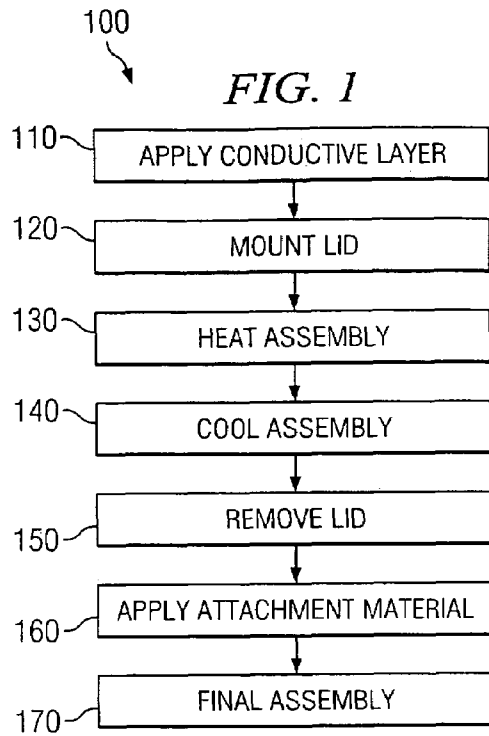 100
FIG. 1
110
APPLY CONDUCTIVE LAYER
120
MOUNT LID
130
HEAT ASSEMBLY
140
COOL ASSEMBLY
150
REMOVE LID
160
APPLY ATTACHMENT MATERIAL
170
FINAL ASSEMBLY